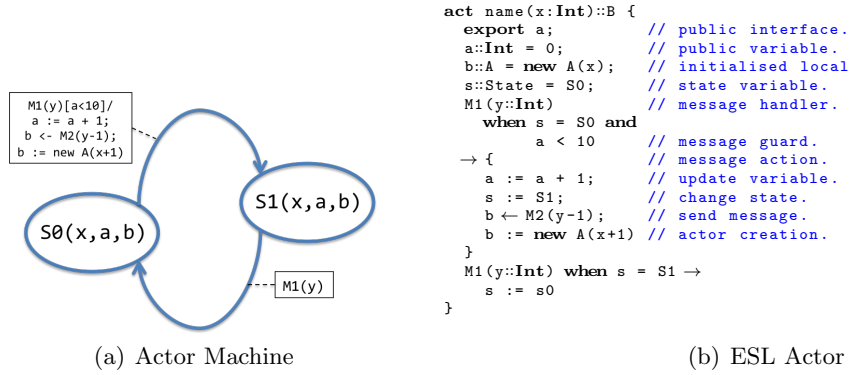 M1(y)[a<10]/
a := a + 1;
b <- M2(y-1);
b := new A(x+1)
S0(x,a,b)
S1(x,a,b)
M1(y)
(a) Actor Machine
act name(x:Int)::B {
export a; // public interface.
a::Int = 0; // public variable.
b::A = new A(x); // initialised local
s::State = S0; // state variable.
M1(y::Int) // message handler.
when s = S0 and
a < 10 // message guard.
→ { // message action.
a := a + 1; // update variable.
s := S1; // change state.
b ← M2(y-1); // send message.
b := new A(x+1) // actor creation.
}
M1(y::Int) when s = S1 →
s := s0
}
(b) ESL Actor